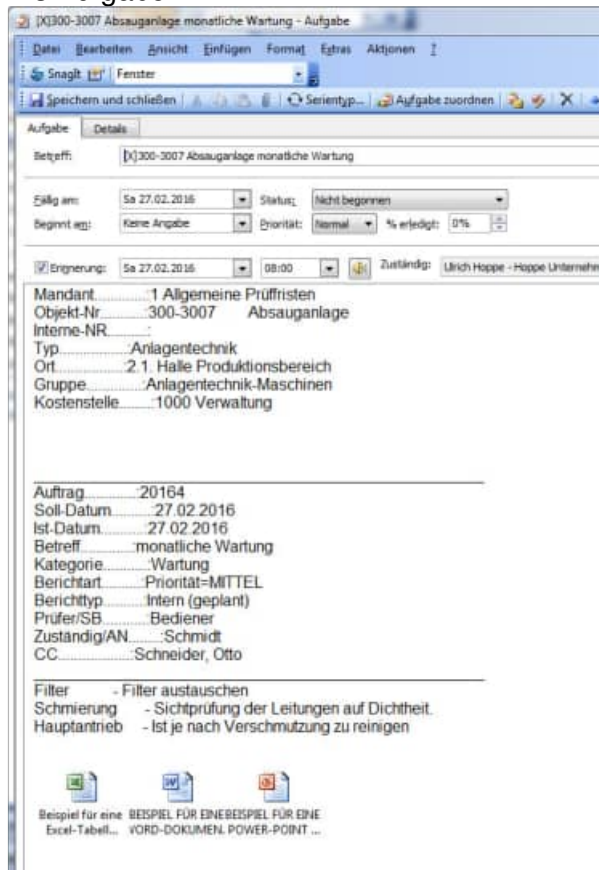 [X]300-3007 Absauganlage monatliche Wartung - Aufgabe
Datei Bearbeiten Ansicht Einfügen Format Extras Aktionen ?
SnagIt Fenster
Speichern und schließen Serientyp... Aufgabe zuordnen
Aufgabe Details
Betreff: [X]300-3007 Absauganlage monatliche Wartung
Fällig am: Sa 27.02.2016 Status: Nicht begonnen
Beginnt am: Keine Angabe Priorität: Normal % erledigt: 0%
Erinnerung: Sa 27.02.2016 08:00 Zuständig: Ulrich Hoppe - Hoppe Unternehm
Mandant.............:1 Allgemeine Prüffristen
Objekt-Nr...........:300-3007 Absauganlage
Interne-NR..........:
Typ.................:Anlagentechnik
Ort.................:2.1. Halle Produktionsbereich
Gruppe..............:Anlagentechnik-Maschinen
Kostenstelle........:1000 Verwaltung
Auftrag.............:20164
Soll-Datum..........:27.02.2016
Ist-Datum...........:27.02.2016
Betreff.............:monatliche Wartung
Kategorie...........:Wartung
Berichtart..........:Priorität=MITTEL
Berichttyp..........:Intern (geplant)
Prüfer/SB...........:Bediener
Zuständig/AN........:Schmidt
CC..................:Schneider, Otto
Filter - Filter austauschen
Schmierung - Sichtprüfung der Leitungen auf Dichtheit.
Hauptantrieb - Ist je nach Verschmutzung zu reinigen
Beispiel für eine BEISPIEL FÜR EINE BEISPIEL FÜR EINE
Excel-Tabell... WORD-DOKUMEN. POWER-POINT ...